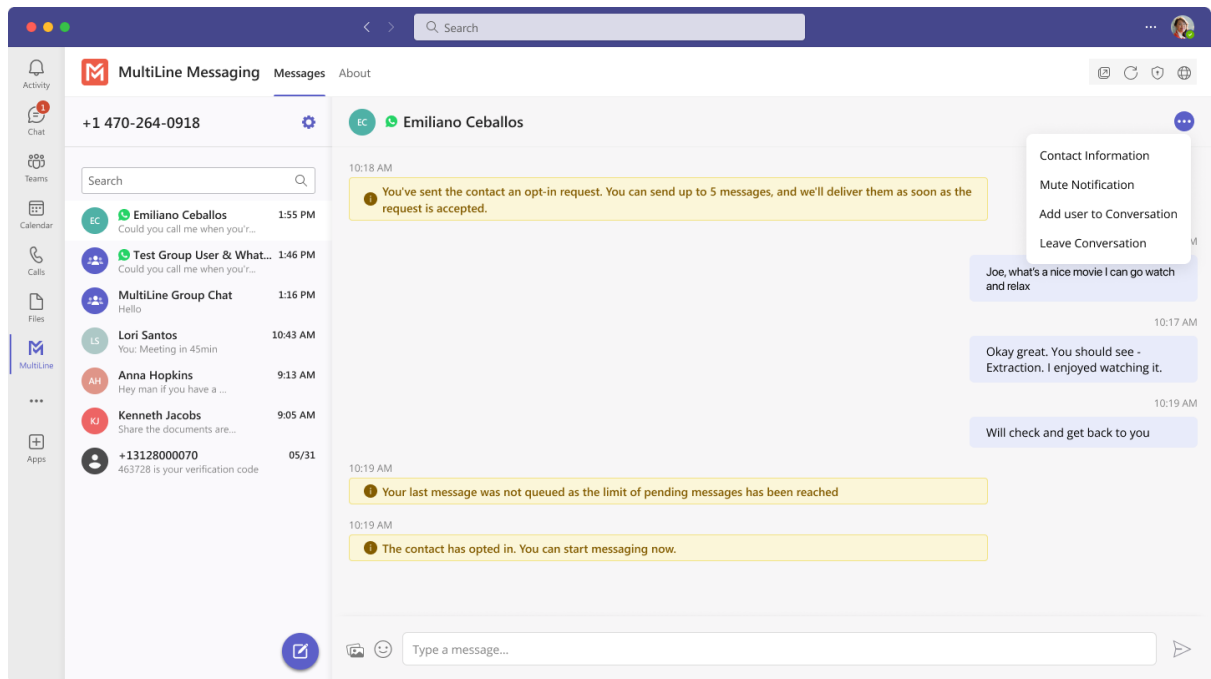 Search
Activity
1
Chat
Teams
Calendar
Calls
Files
MultiLine
Apps
MultiLine Messaging
Messages
About
+1 470-264-0918
Search
EC
Emiliano Ceballos
1:55 PM
Could you call me when you'r...
Test Group User & What...
1:46 PM
Could you call me when you'r...
MultiLine Group Chat
1:16 PM
Hello
LS
Lori Santos
10:43 AM
You: Meeting in 45min
AH
Anna Hopkins
9:13 AM
Hey man if you have a ...
KJ
Kenneth Jacobs
9:05 AM
Share the documents are...
+13128000070
05/31
463728 is your verification code
EC
Emiliano Ceballos
Contact Information
Mute Notification
Add user to Conversation
Leave Conversation
10:18 AM
You've sent the contact an opt-in request. You can send up to 5 messages, and we'll deliver them as soon as the
request is accepted.
Joe, what's a nice movie I can go watch
and relax
10:17 AM
Okay great. You should see -
Extraction. I enjoyed watching it.
10:19 AM
Will check and get back to you
10:19 AM
Your last message was not queued as the limit of pending messages has been reached
10:19 AM
The contact has opted in. You can start messaging now.
Type a message...